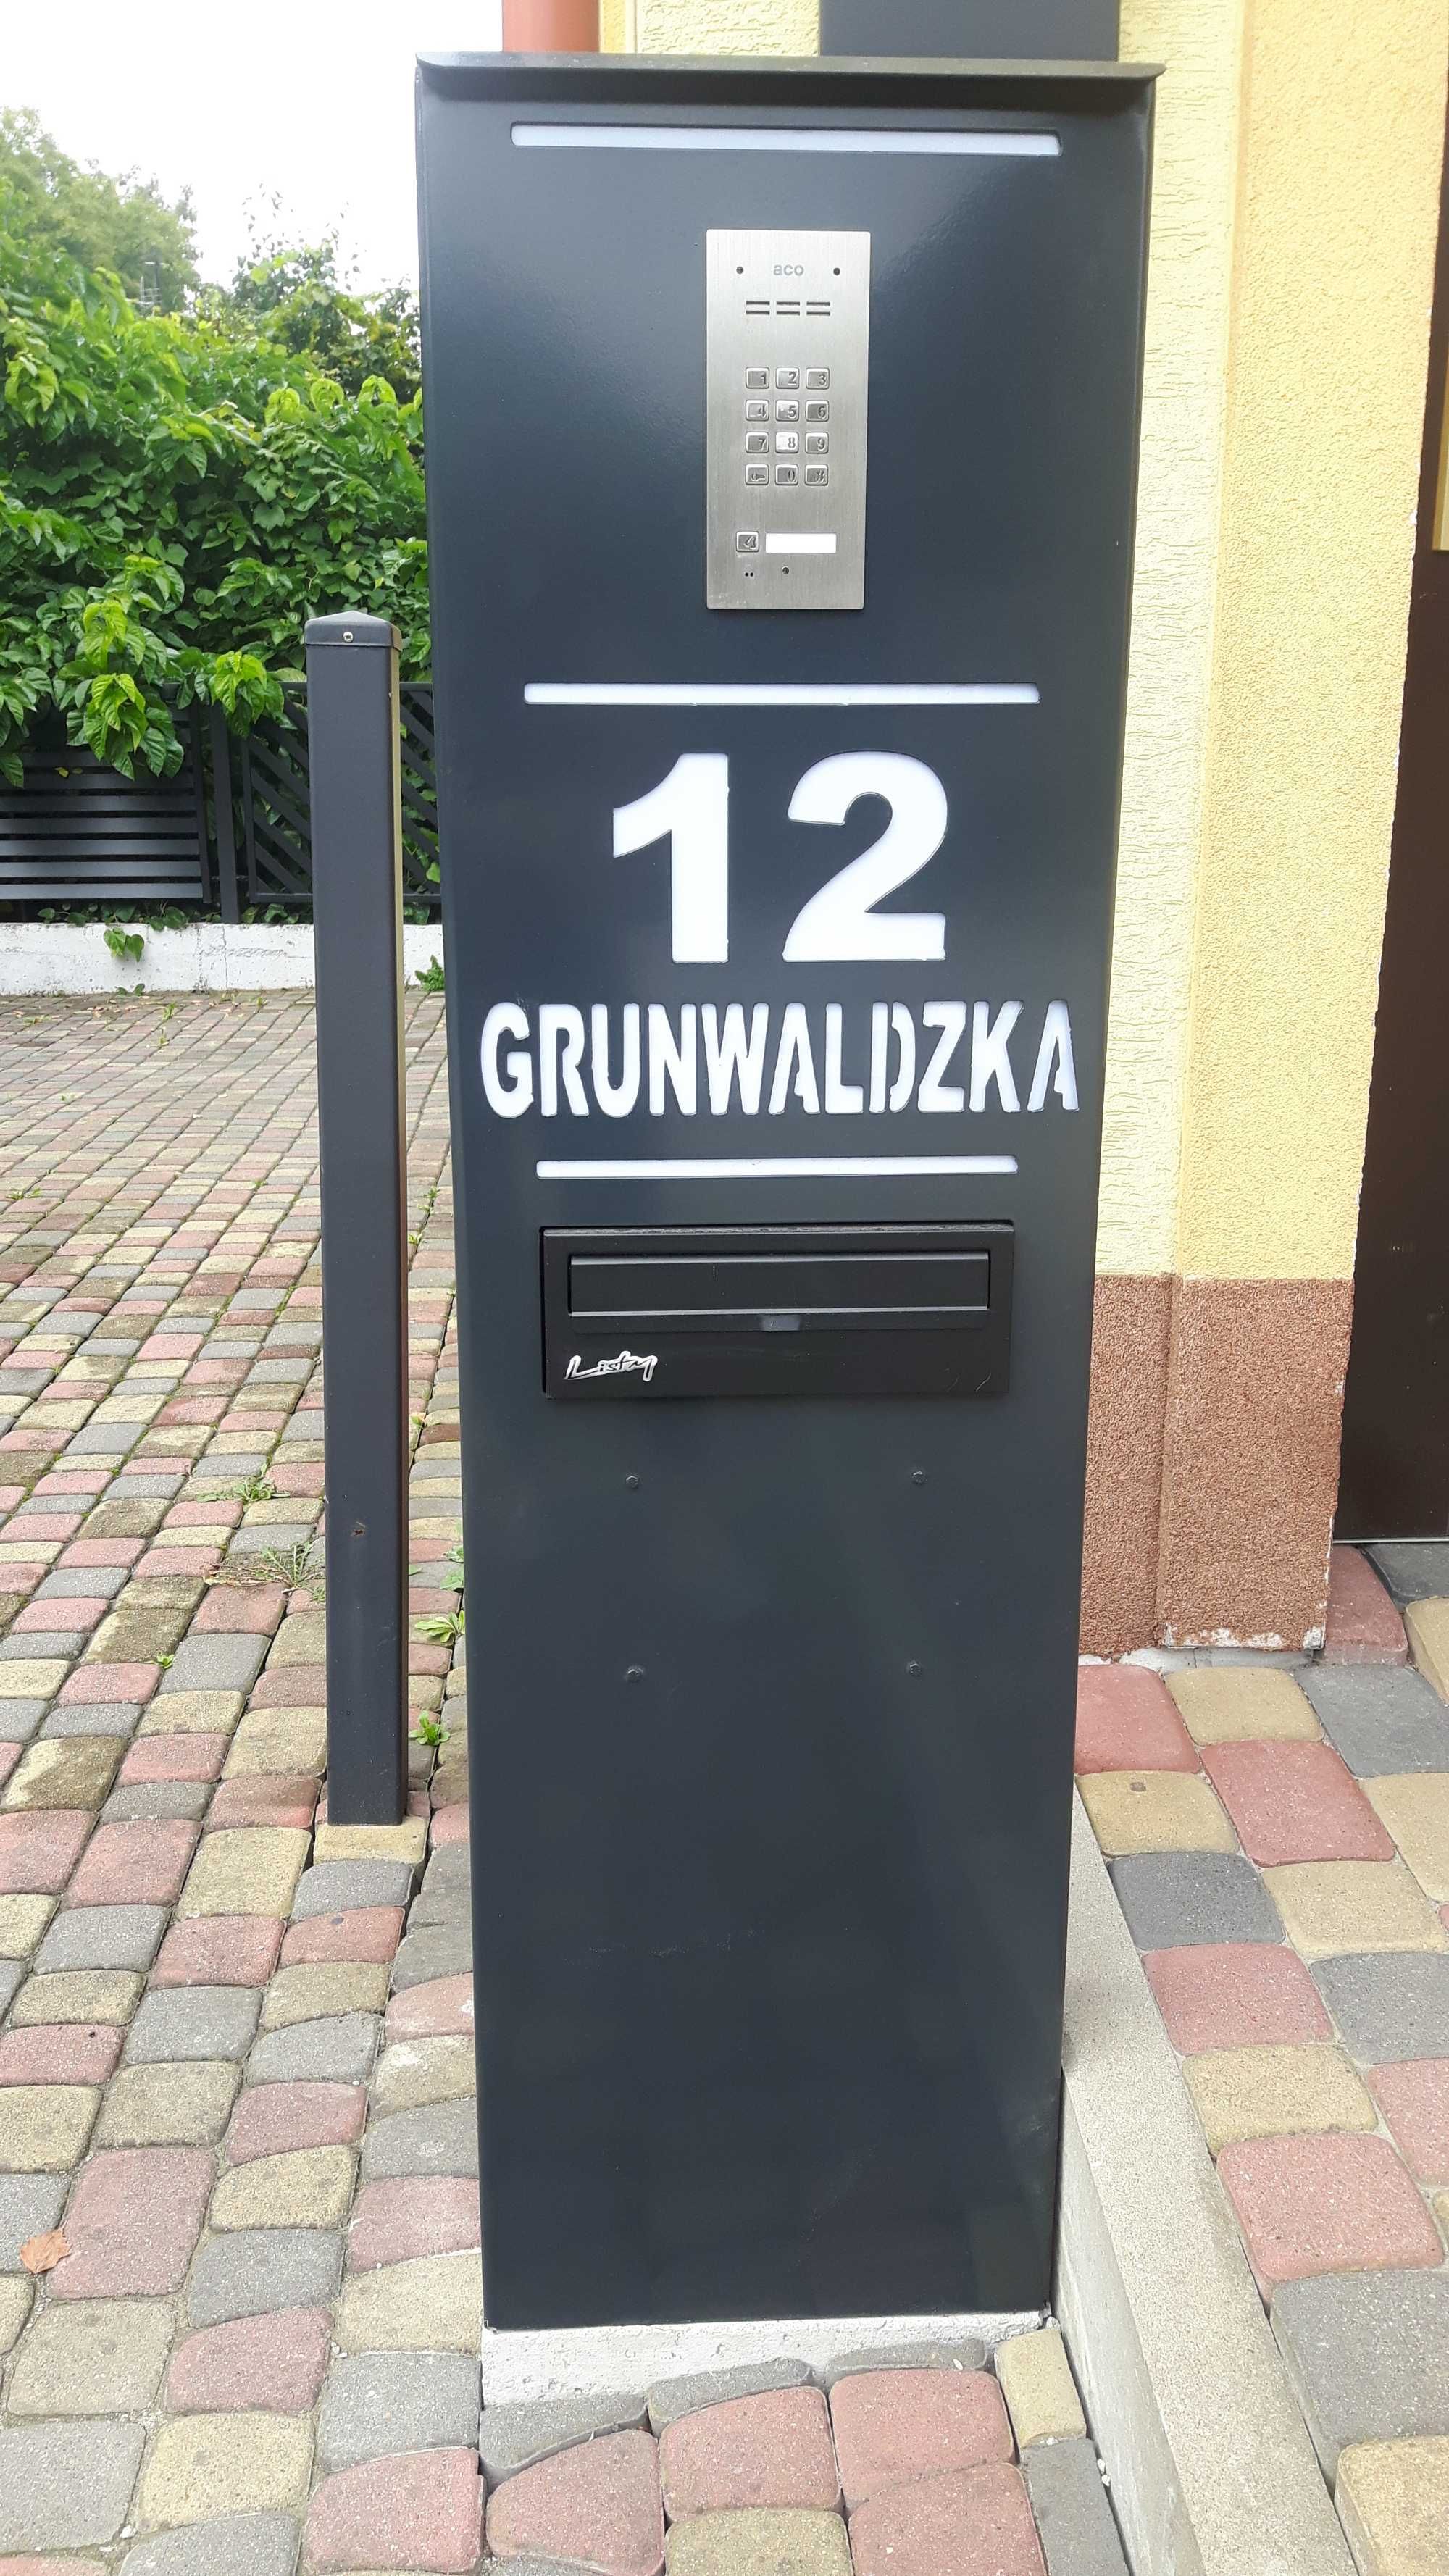 aco
1 2 3
4 5 6
7 8 9
0 #
12
GRUNWALDZKA
Listy